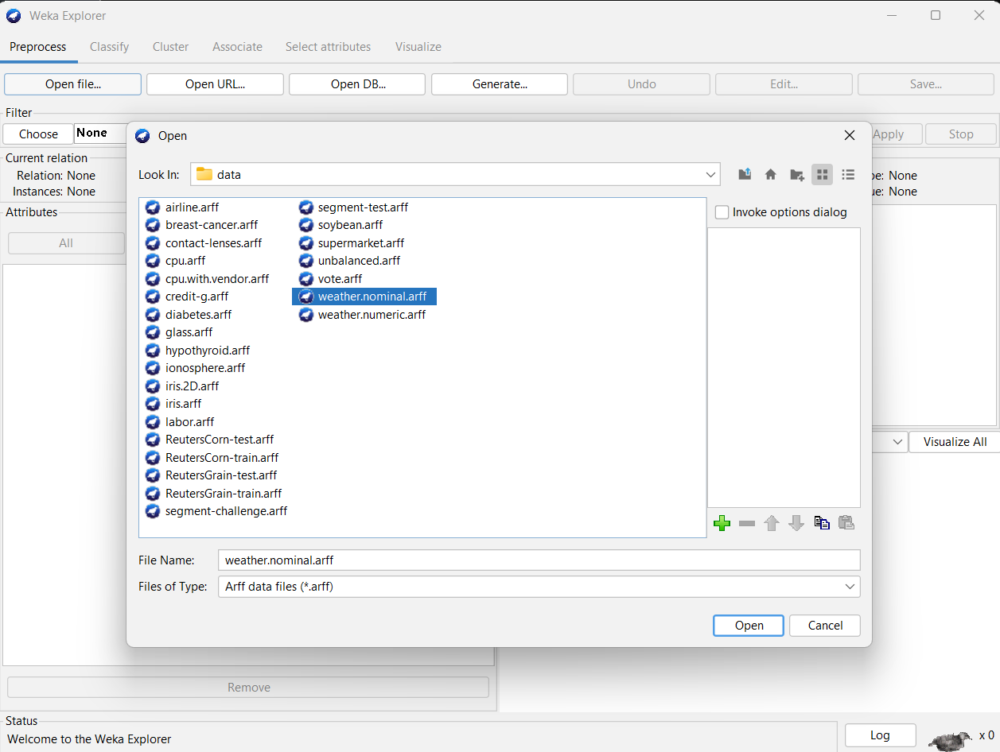 Weka Explorer
Preprocess Classify Cluster Associate Select attributes Visualize
Open file... Open URL... Open DB... Generate... Undo Edit... Save...
Filter
Choose None Apply Stop
Open
Current relation
Relation: None
Instances: None
pe: None
ue: None
Attributes
All
Look In: data
Invoke options dialog
airline.arff
breast-cancer.arff
contact-lenses.arff
cpu.arff
cpu.with.vendor.arff
credit-g.arff
diabetes.arff
glass.arff
hypothyroid.arff
ionosphere.arff
iris.2D.arff
iris.arff
labor.arff
ReutersCorn-test.arff
ReutersCorn-train.arff
ReutersGrain-test.arff
ReutersGrain-train.arff
segment-challenge.arff
segment-test.arff
soybean.arff
supermarket.arff
unbalanced.arff
vote.arff
weather.nominal.arff
weather.numeric.arff
Visualize All
File Name: weather.nominal.arff
Files of Type: Arff data files (*.arff)
Open Cancel
Remove
Status
Welcome to the Weka Explorer
Log x 0